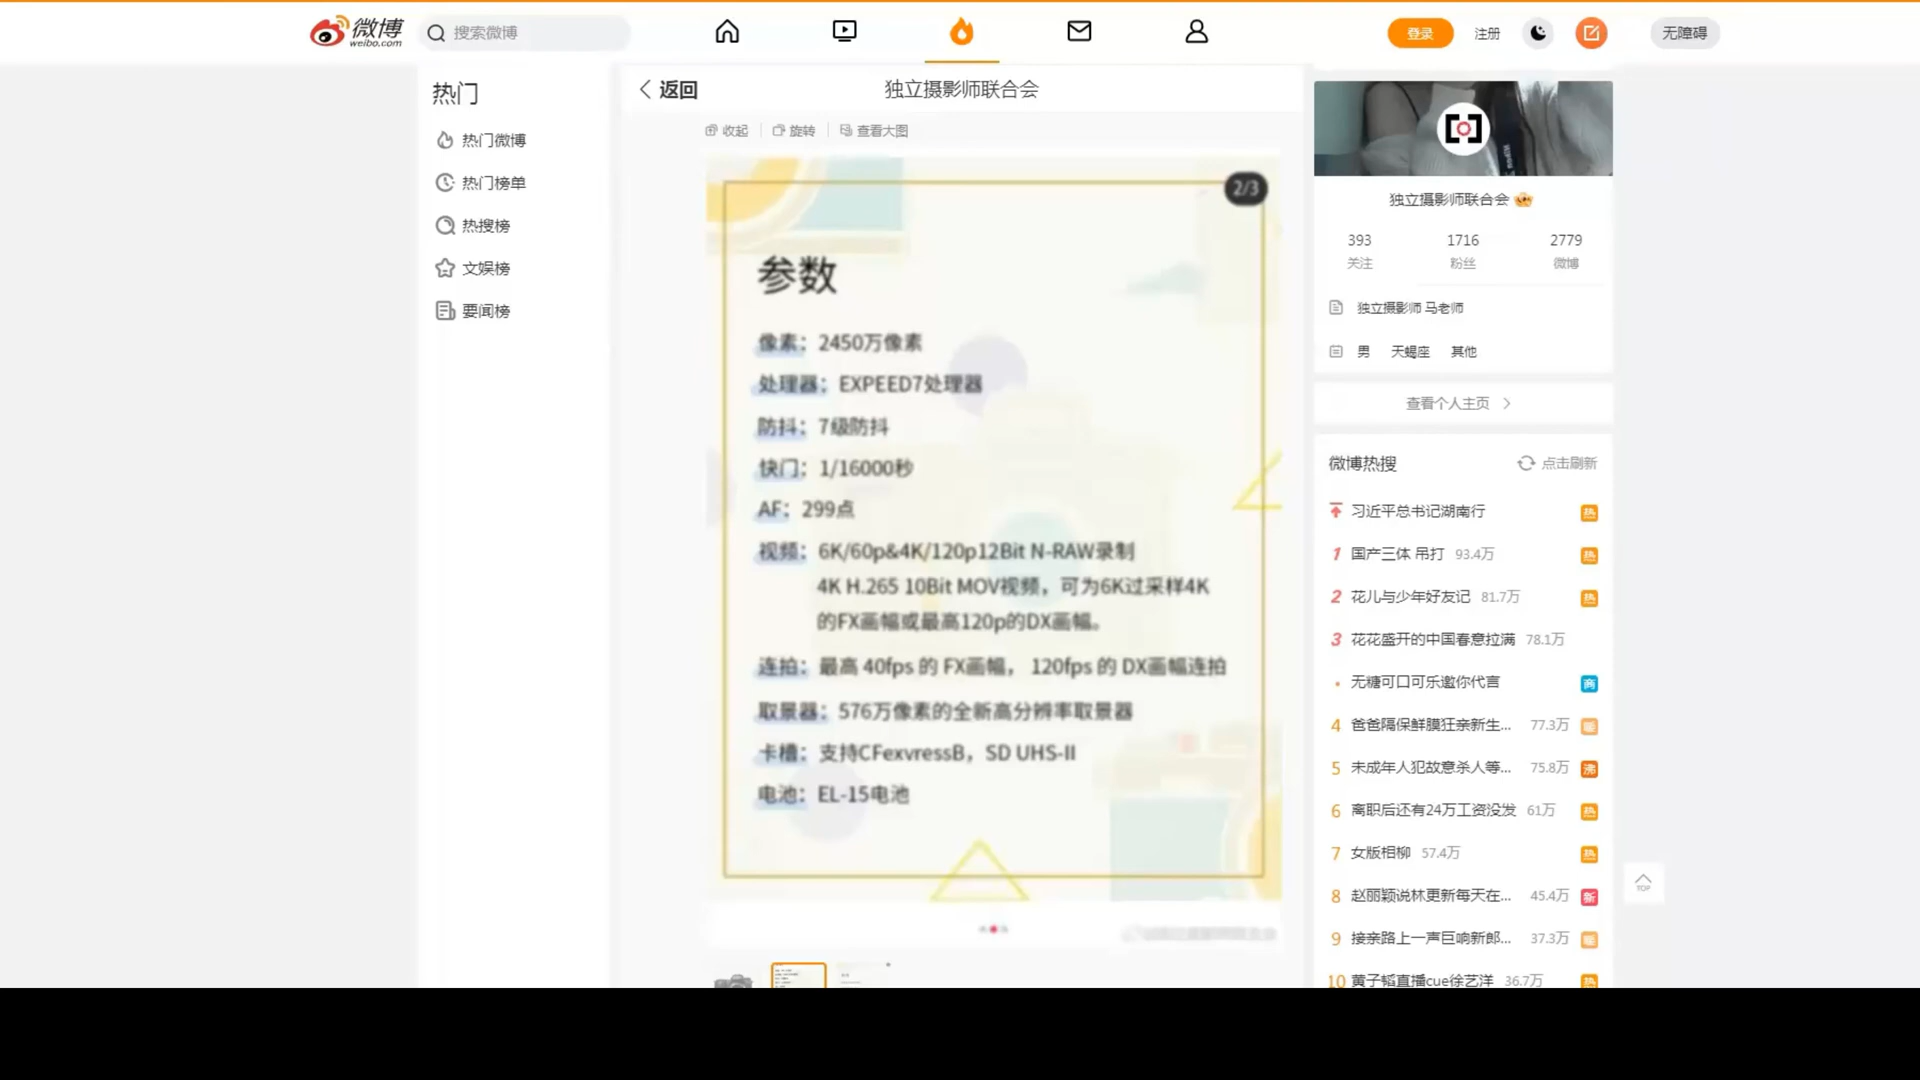 微博
weibo.com
搜索微博
登录
注册
无障碍
热门
热门微博
热门榜单
热搜榜
文娱榜
要闻榜
返回
独立摄影师联合会
收起
旋转
查看大图
2/3
参数
像素：2450万像素
处理器：EXPEED7处理器
防抖：7级防抖
快门：1/16000秒
AF：299点
视频：6K/60p&4K/120p12Bit N-RAW录制
4K H.265 10Bit MOV视频，可为6K过采样4K
的FX画幅或最高120p的DX画幅。
连拍：最高 40fps 的 FX画幅， 120fps 的 DX画幅连拍
取景器：576万像素的全新高分辨率取景器
卡槽：支持CFexvressB，SD UHS-II
电池：EL-15电池
独立摄影师联合会
393 1716 2779
关注 粉丝 微博
独立摄影师 马老师
男 天蝎座 其他
查看个人主页
微博热搜 点击刷新
习近平总书记湖南行 热
1 国产三体 吊打 93.4万 热
2 花儿与少年好友记 81.7万 热
3 花花盛开的中国春意拉满 78.1万
无糖可口可乐邀你代言 商
4 爸爸隔保鲜膜狂亲新生... 77.3万 暖
5 未成年人犯故意杀人等... 75.8万 沸
6 离职后还有24万工资没发 61万 热
7 女版相柳 57.4万 热
8 赵丽颖说林更新每天在... 45.4万 新
9 接亲路上一声巨响新郎... 37.3万 暖
10 黄子韬直播cue徐艺洋 36.7万 热
TOP